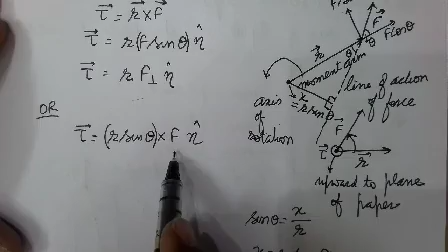 τ⃗ = r⃗ × F⃗
τ⃗ = r(F sinθ) n̂
τ⃗ = r F⊥ n̂
OR
τ⃗ = (r sinθ) × F n̂
F⃗
F cosθ
r⃗
θ
θ
moment arm
x = r sinθ
line of action
of force
axis
of
rotation
F⃗
τ⃗
r⃗
upward to plane
of paper
sinθ = x/r